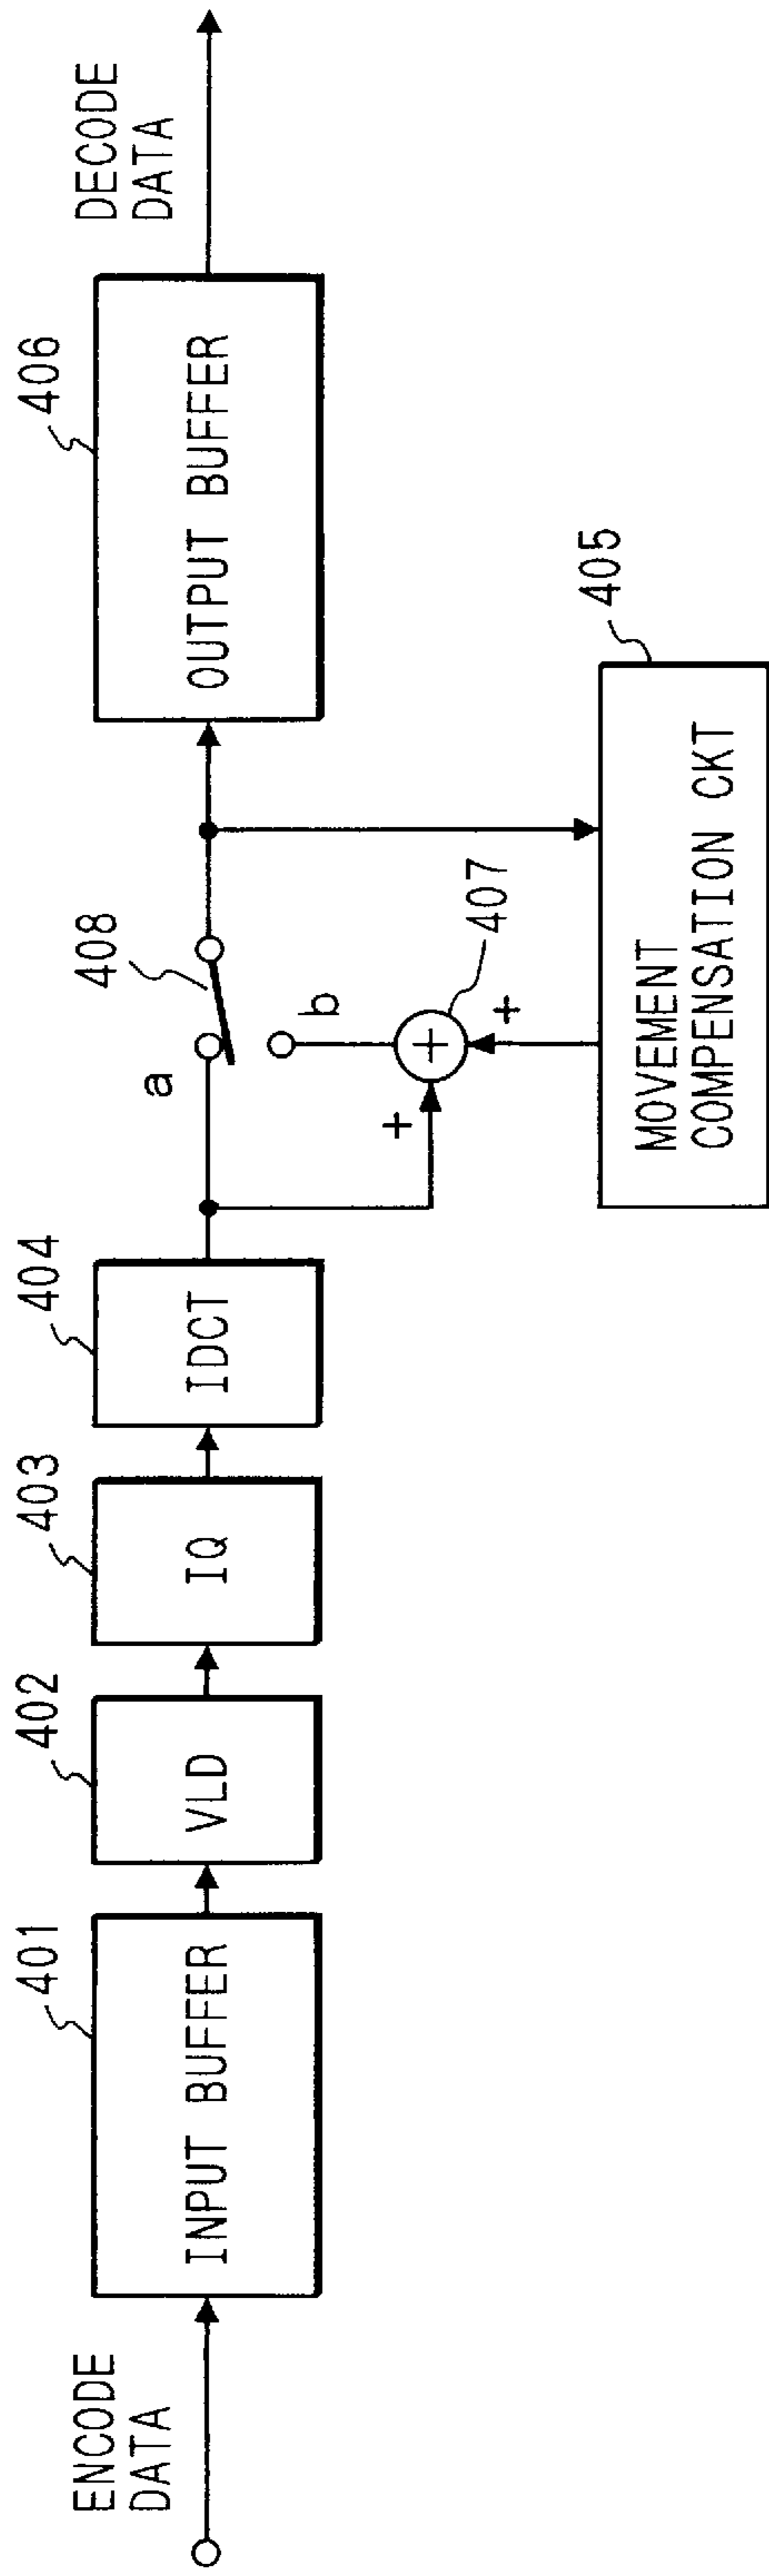 ENCODE
DATA
401
INPUT BUFFER
402
VLD
403
IQ
404
IDCT
a
408
b
+
+
+
407
406
OUTPUT BUFFER
DECODE
DATA
405
MOVEMENT
COMPENSATION CKT